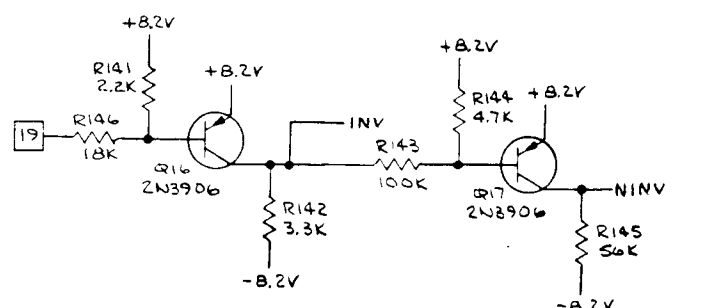 +8.2V
R141
2.2K
+8.2V
19
R146
18K
Q16
2N3906
INV
R142
3.3K
-8.2V
R143
100K
+8.2V
R144
4.7K
+8.2V
Q17
2N3906
NINV
R145
56K
-8.2V